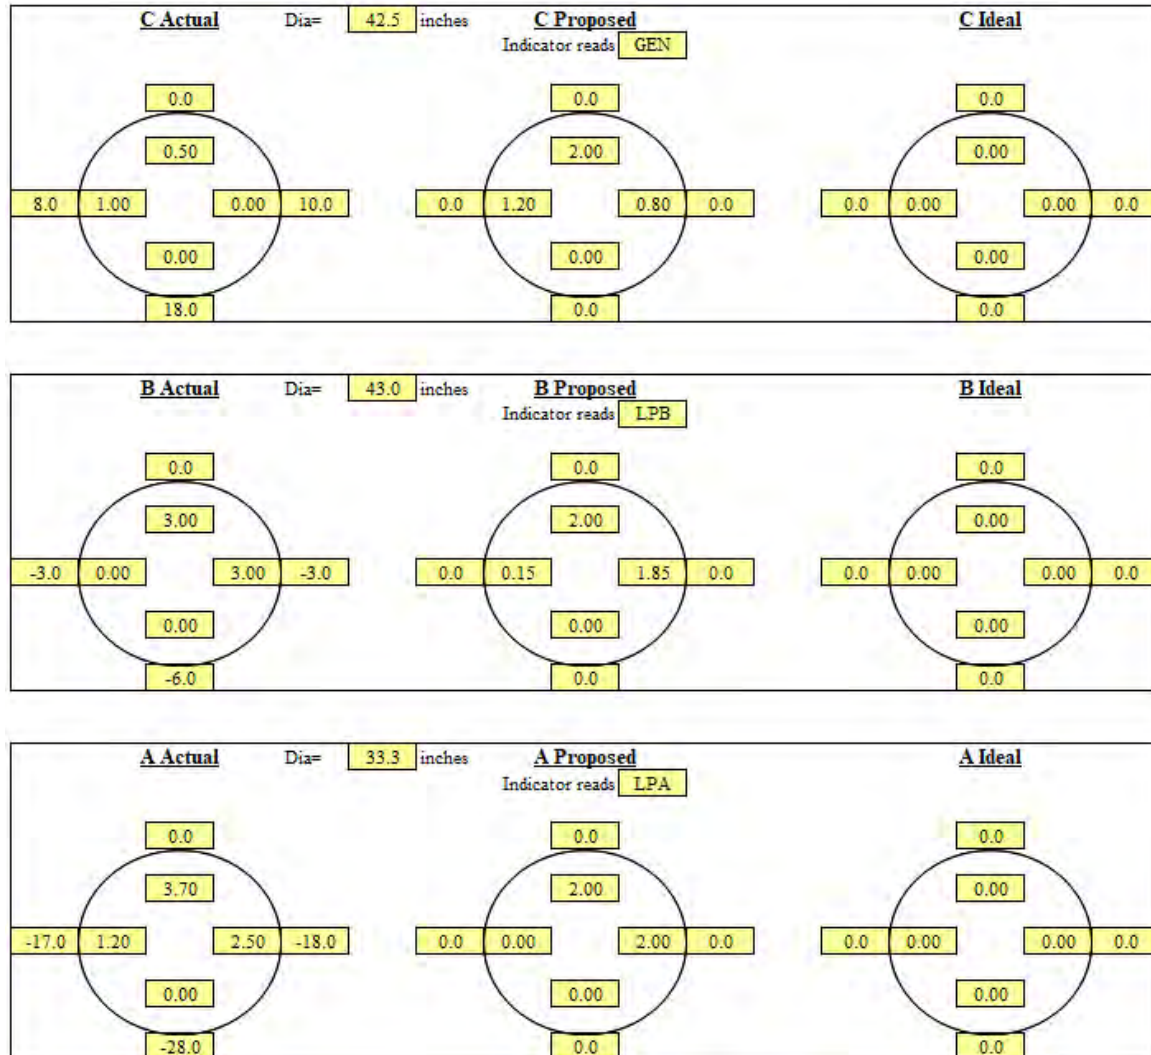 C Actual Dia= 42.5 inches C Proposed C Ideal
Indicator reads GEN
0.0 0.0 0.0
0.50 2.00 0.00
8.0 1.00 0.00 10.0 0.0 1.20 0.80 0.0 0.0 0.00 0.00 0.0
0.00 0.00 0.00
18.0 0.0 0.0
B Actual Dia= 43.0 inches B Proposed B Ideal
Indicator reads LPB
0.0 0.0 0.0
3.00 2.00 0.00
-3.0 0.00 3.00 -3.0 0.0 0.15 1.85 0.0 0.0 0.00 0.00 0.0
0.00 0.00 0.00
-6.0 0.0 0.0
A Actual Dia= 33.3 inches A Proposed A Ideal
Indicator reads LPA
0.0 0.0 0.0
3.70 2.00 0.00
-17.0 1.20 2.50 -18.0 0.0 0.00 2.00 0.0 0.0 0.00 0.00 0.0
0.00 0.00 0.00
-28.0 0.0 0.0